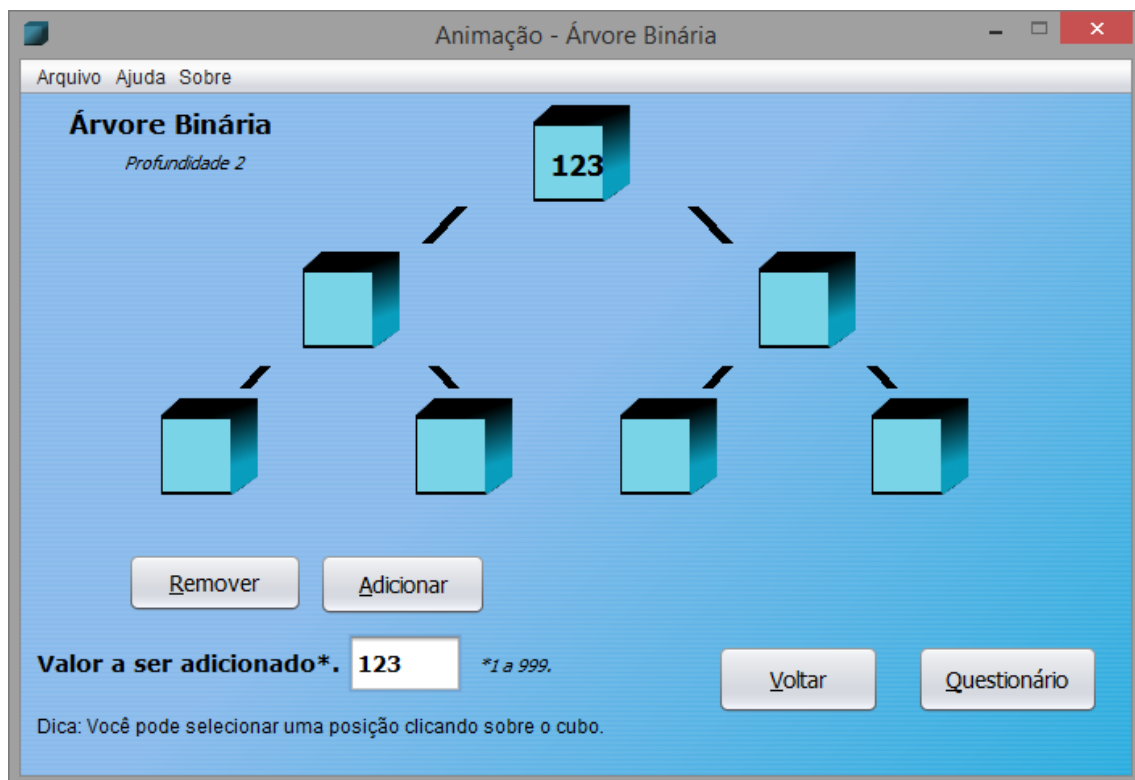 Animação - Árvore Binária
Arquivo Ajuda Sobre
Árvore Binária
Profundidade 2
123
Remover
Adicionar
Valor a ser adicionado*. 123 *1 a 999.
Voltar
Questionário
Dica: Você pode selecionar uma posição clicando sobre o cubo.